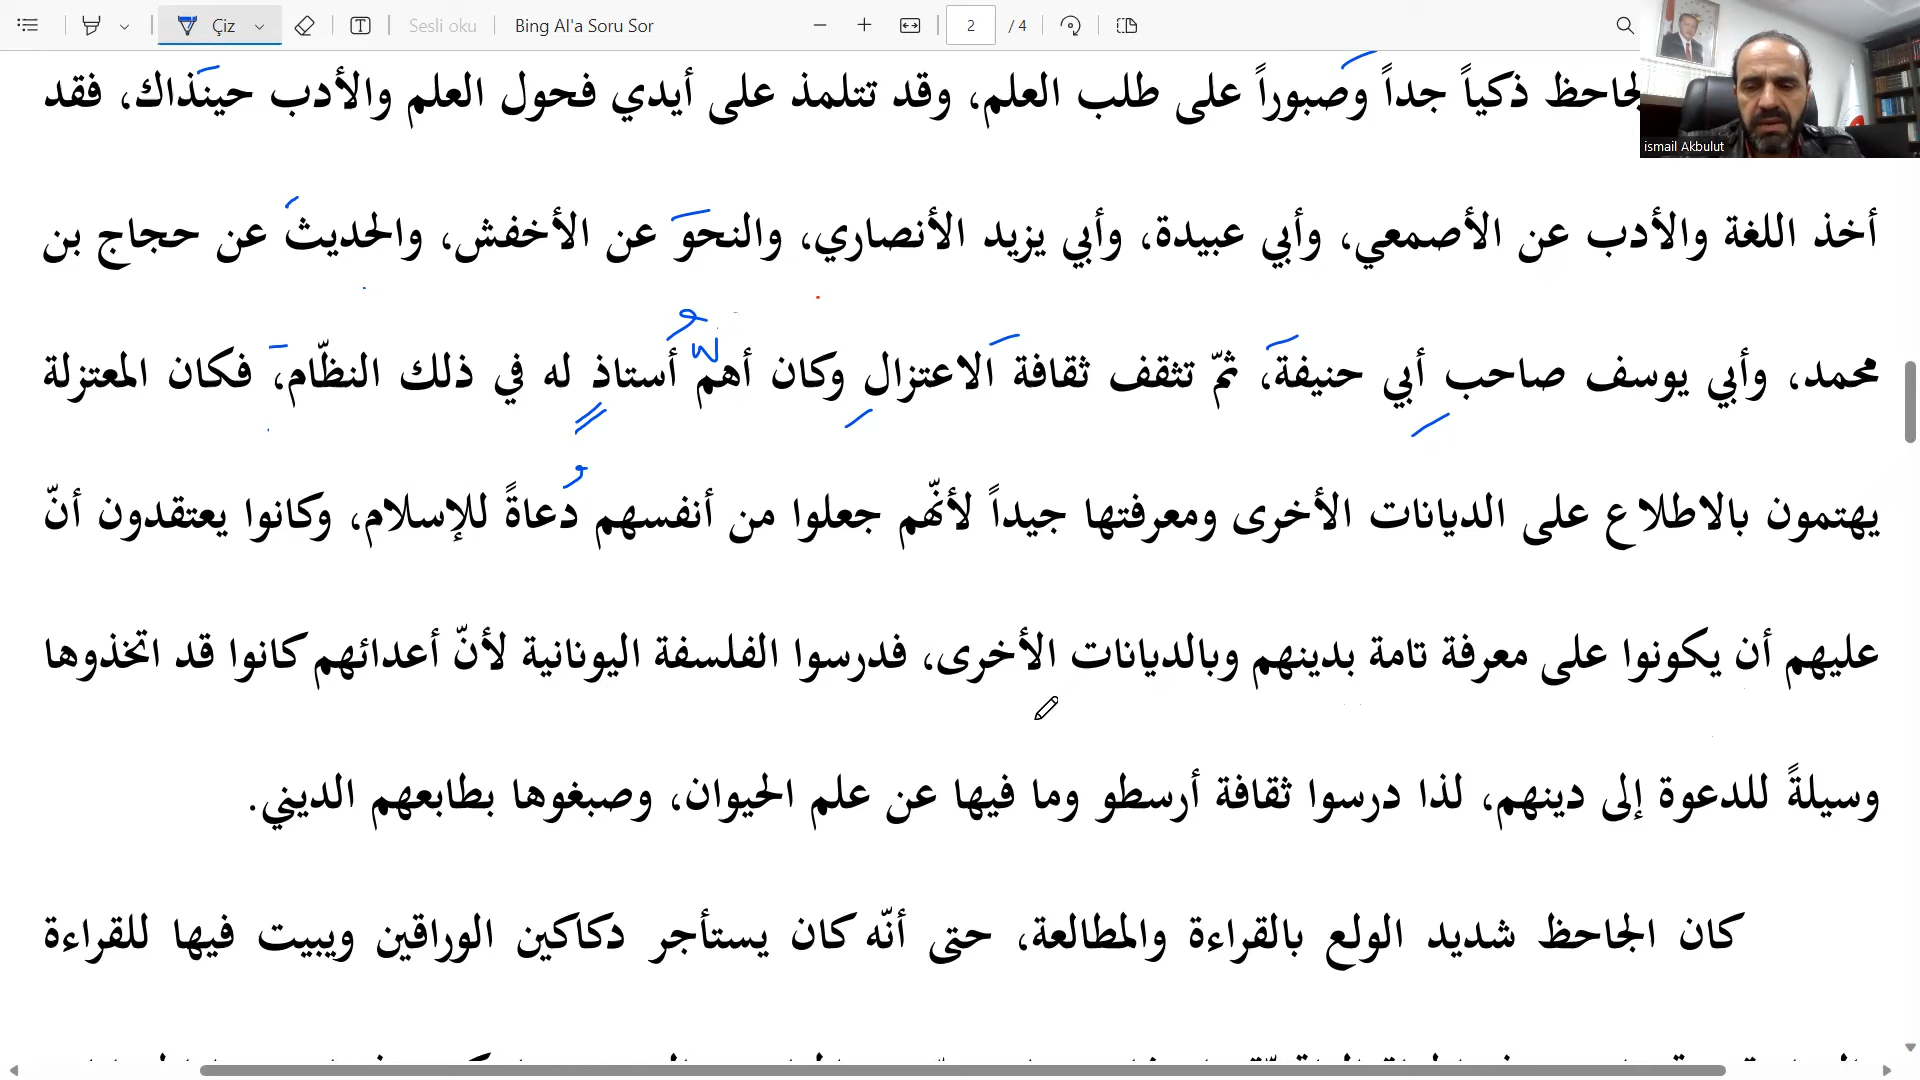 Çiz
Sesli oku
Bing AI'a Soru Sor
2
/ 4
ismail Akbulut
الجاحظ ذكياً جداً وَصبوراً على طلب العلم، وقد تتلمذ على أيدي فحول العلم والأدب حينَذاك، فقد
أخذ اللغة والأدب عن الأصمعي، وأبي عبيدة، وأبي يزيد الأنصاري، والنحوَ عن الأخفش، والحديثَ عن حجاج بن
محمد، وأبي يوسف صاحبِ أبي حنيفةَ، ثمّ تثقف ثقافةَ الاعتزالِ وكان أهمُّ أستاذٍ له في ذلك النظّامَ، فكان المعتزلة
يهتمون بالاطلاع على الديانات الأخرى ومعرفتها جيداً لأنّهم جعلوا من أنفسهم دُعاةً للإسلام، وكانوا يعتقدون أنّ
عليهم أن يكونوا على معرفة تامة بدينهم وبالديانات الأخرى، فدرسوا الفلسفة اليونانية لأنّ أعدائهم كانوا قد اتخذوها
وسيلةً للدعوة إلى دينهم، لذا درسوا ثقافة أرسطو وما فيها عن علم الحيوان، وصبغوها بطابعهم الديني.
كان الجاحظ شديد الولع بالقراءة والمطالعة، حتى أنّه كان يستأجر دكاكين الوراقين ويبيت فيها للقراءة